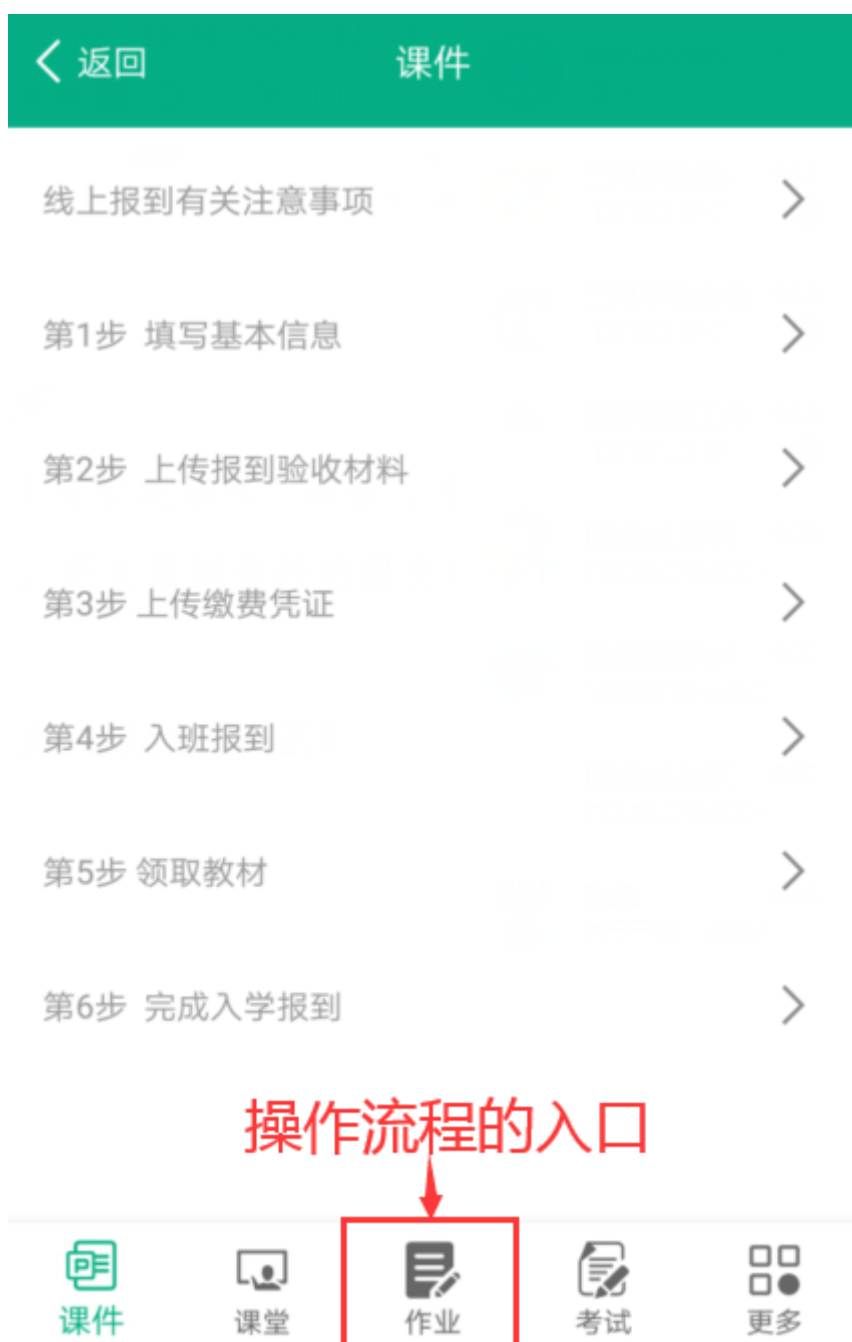 返回
课件
线上报到有关注意事项
第1步 填写基本信息
第2步 上传报到验收材料
第3步 上传缴费凭证
第4步 入班报到
第5步 领取教材
第6步 完成入学报到
操作流程的入口
课件
课堂
作业
考试
更多